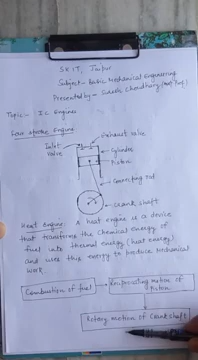 SKIT, Jaipur
Subject- Basic Mechanical Engineering
Presented by - Swasti Choudhary (Asst. Prof.)
Topic:- IC Engines
Four stroke Engine
Exhaust valve
Inlet
Valve
Cylinder
Piston
Connecting rod
Crank shaft
Heat engine:- A heat engine is a device
that transforms the chemical energy of
fuel into thermal energy (heat energy)
and uses this energy to produce mechanical
work.
Combustion of fuel
Reciprocating motion of
piston
Rotary motion of Crankshaft